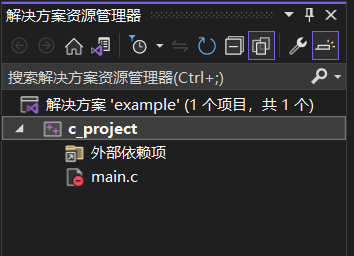 解决方案资源管理器
搜索解决方案资源管理器(Ctrl+;)
解决方案 'example' (1 个项目，共 1 个)
c_project
外部依赖项
main.c